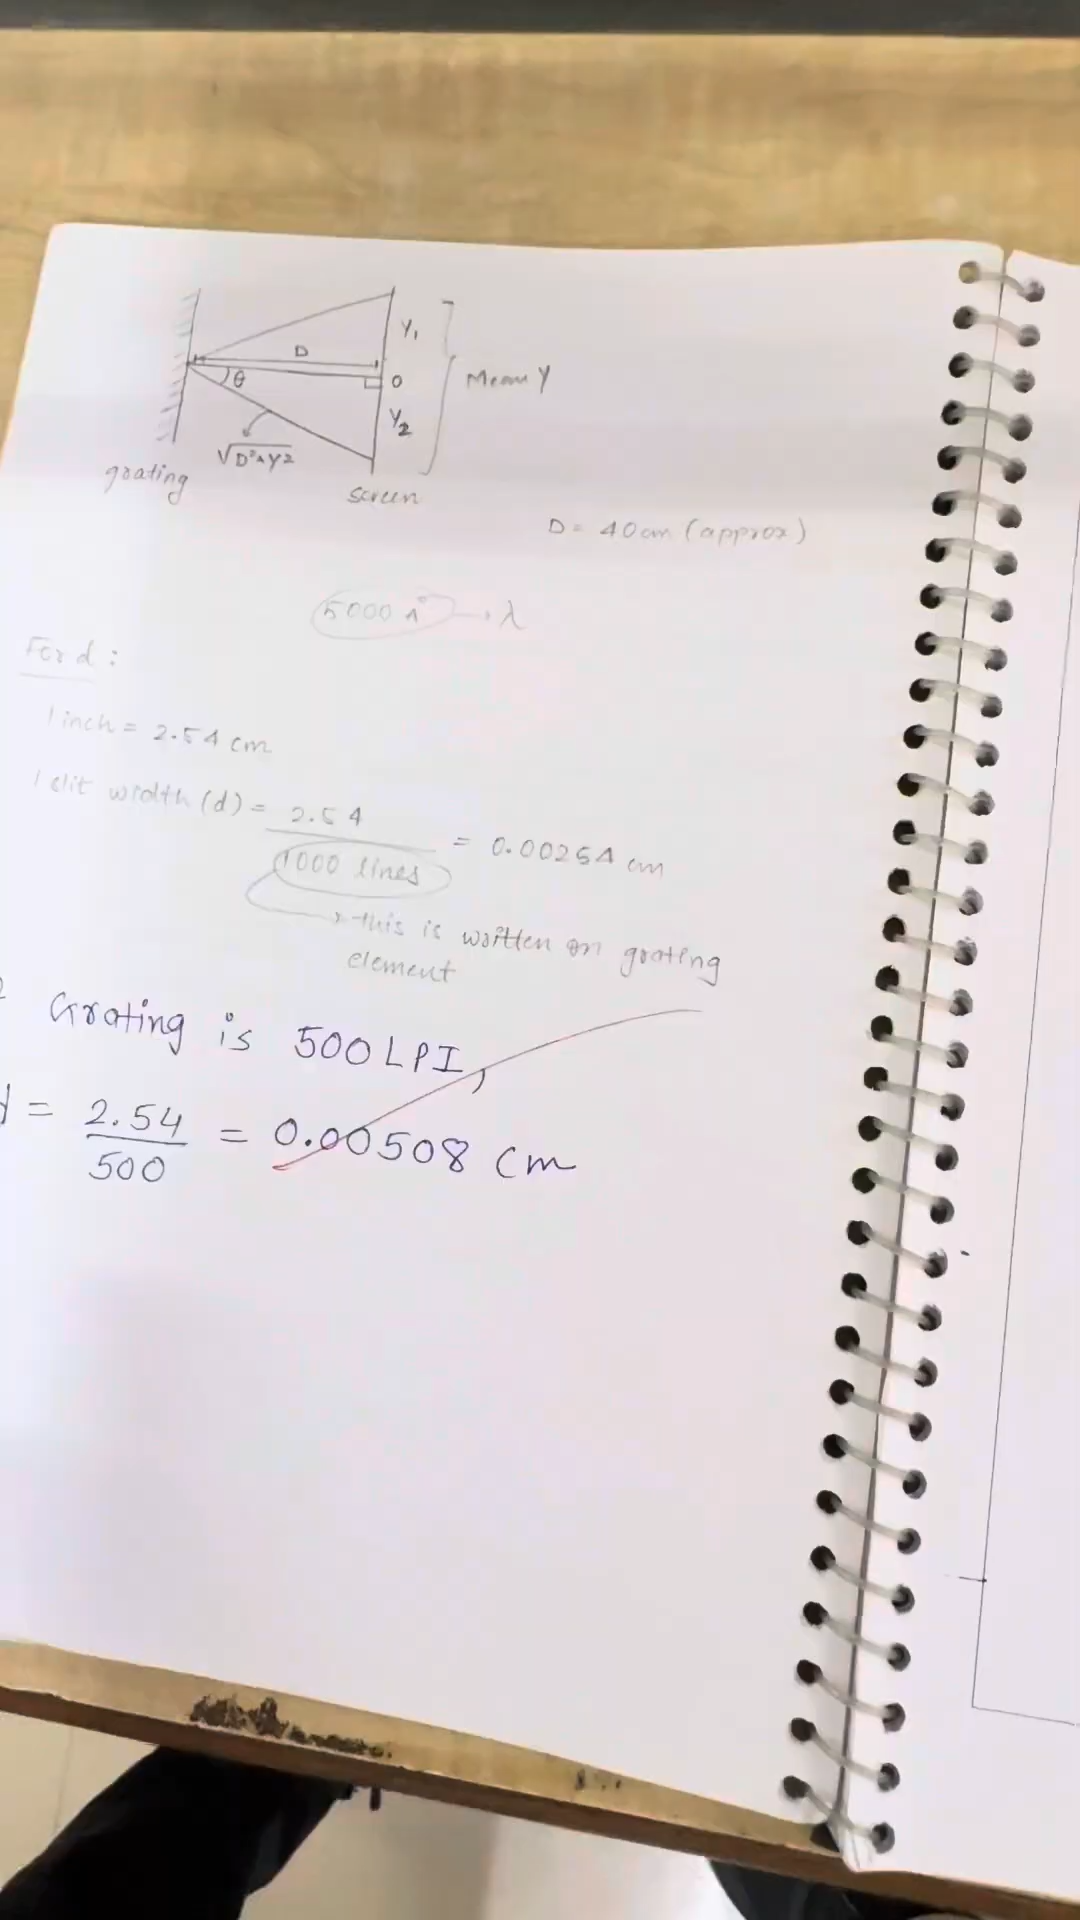 Y₁
D
θ
O
Mean Y
Y₂
√D²+Y²
grating
screen
D = 40cm (approx)
5000 A° → λ
For d :
1 inch = 2.54 cm
1 slit width (d) = 2.54
1000 lines
= 0.00254 cm
→ this is written on grating
element
Grating is 500 LPI,
d = 2.54
500
= 0.00508 cm